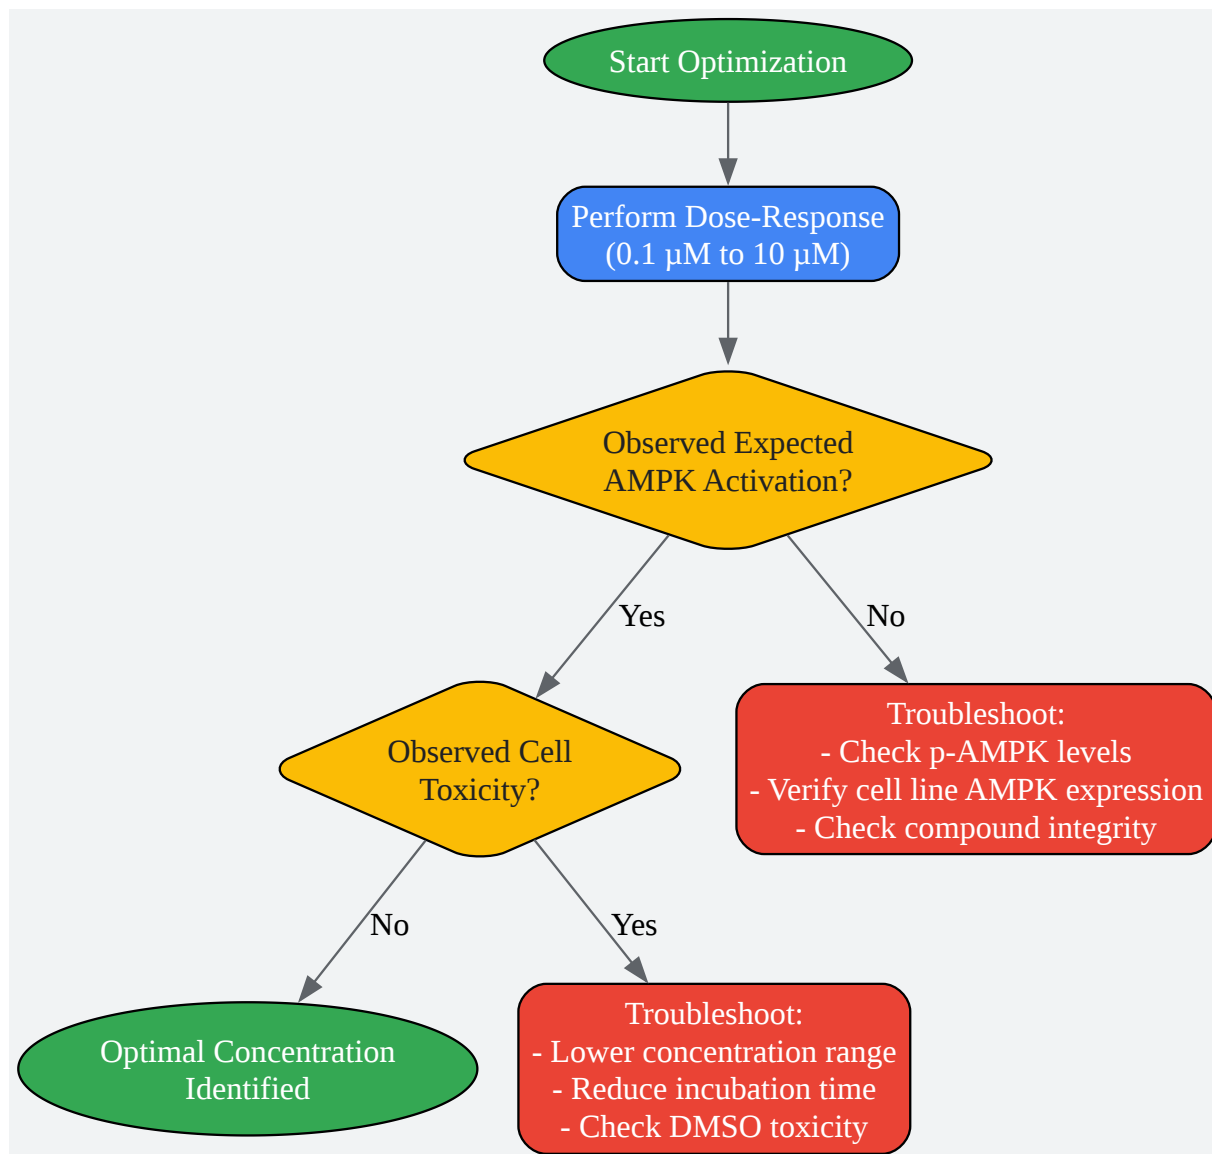 Start Optimization
Perform Dose-Response
(0.1 µM to 10 µM)
Observed Expected
AMPK Activation?
Yes
No
Observed Cell
Toxicity?
Troubleshoot:
- Check p-AMPK levels
- Verify cell line AMPK expression
- Check compound integrity
No
Yes
Optimal Concentration
Identified
Troubleshoot:
- Lower concentration range
- Reduce incubation time
- Check DMSO toxicity